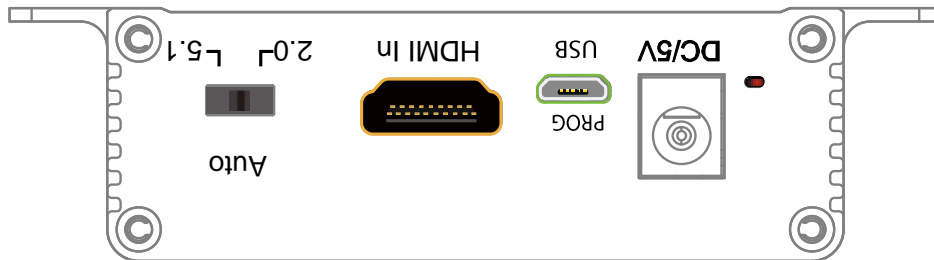 DC/5V
PROG
USB
HDMI In
Auto
2.0
5.1